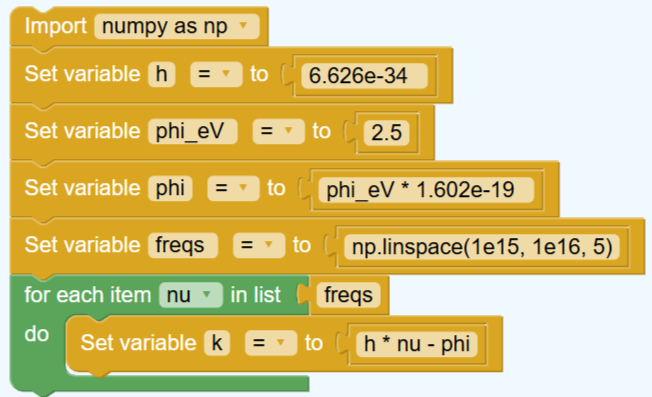 Import numpy as np
Set variable h = to 6.626e-34
Set variable phi_eV = to 2.5
Set variable phi = to phi_eV * 1.602e-19
Set variable freqs = to np.linspace(1e15, 1e16, 5)
for each item nu in list freqs
do Set variable k = to h * nu - phi